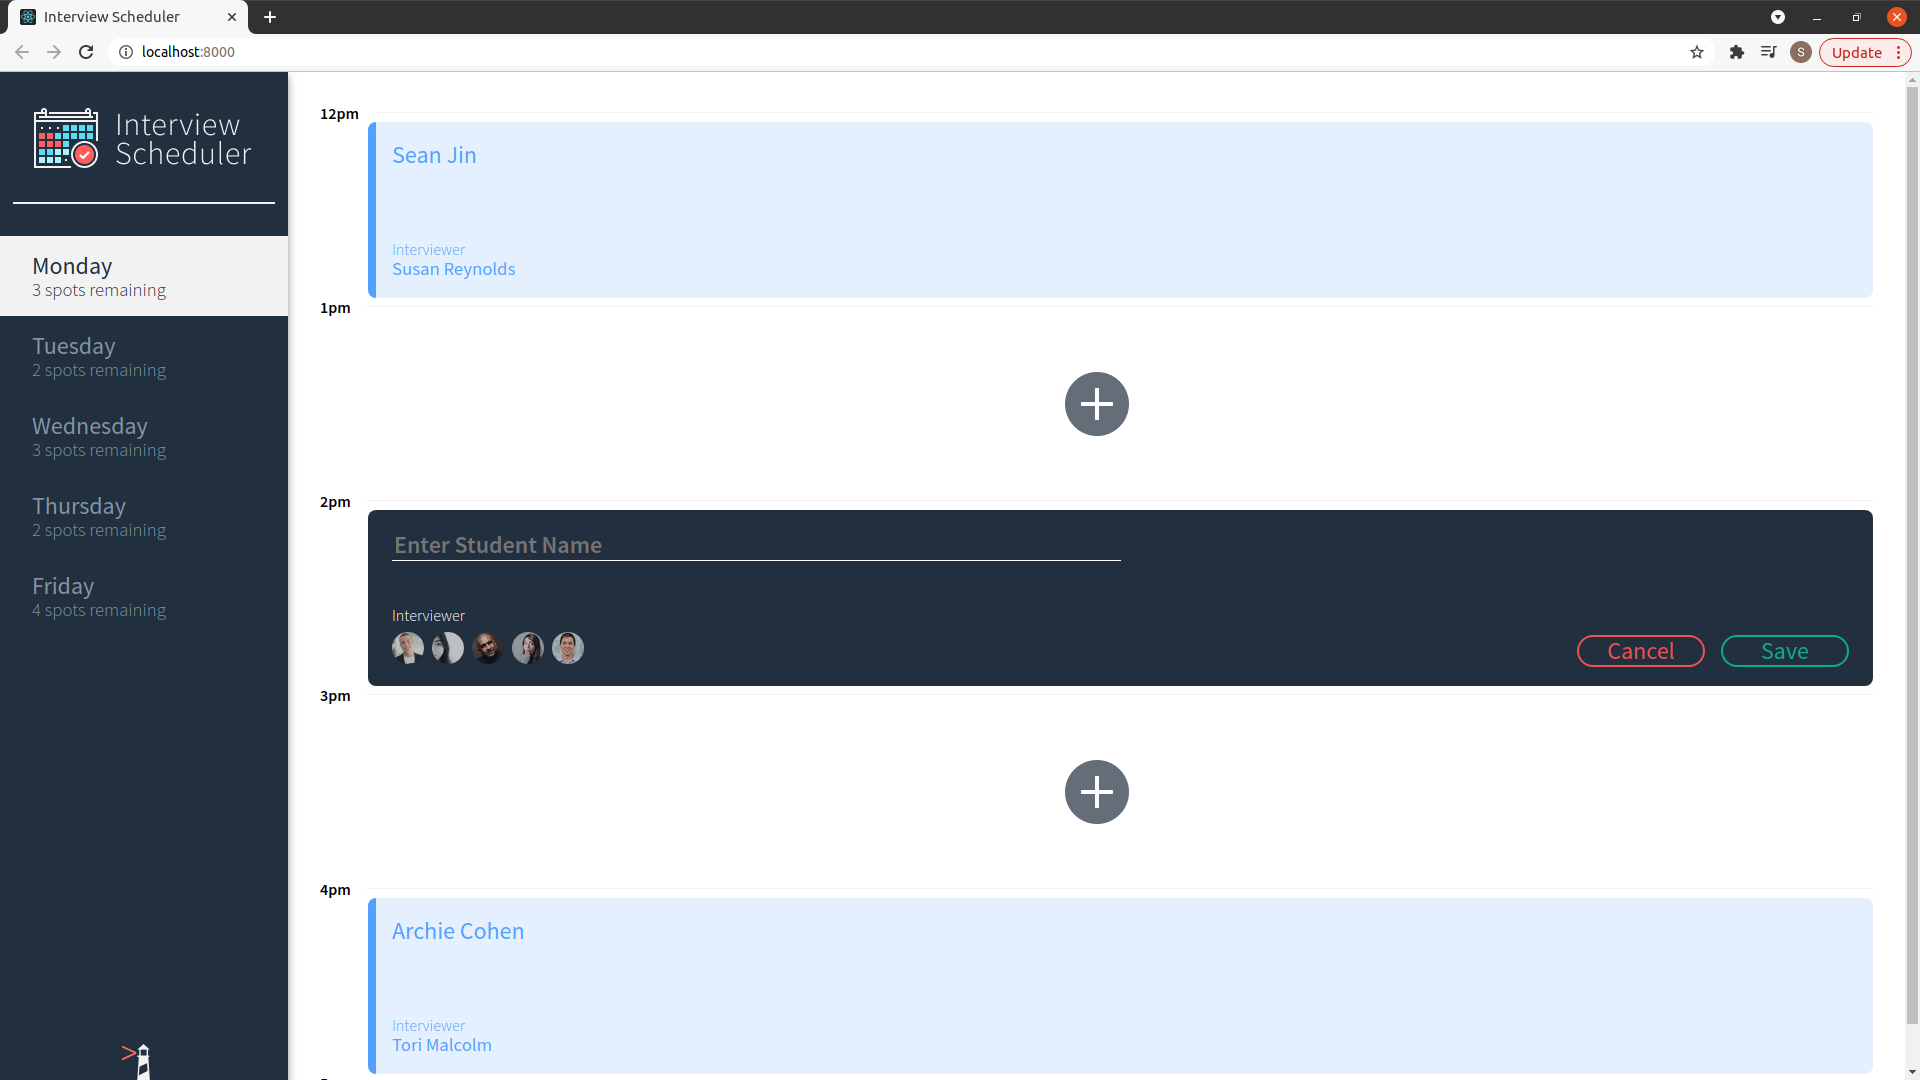 Interview Scheduler
localhost:8000
S
Update
Interview
Scheduler
Monday
3 spots remaining
Tuesday
2 spots remaining
Wednesday
3 spots remaining
Thursday
2 spots remaining
Friday
4 spots remaining
12pm
Sean Jin
Interviewer
Susan Reynolds
1pm
2pm
Enter Student Name
Interviewer
Cancel
Save
3pm
4pm
Archie Cohen
Interviewer
Tori Malcolm